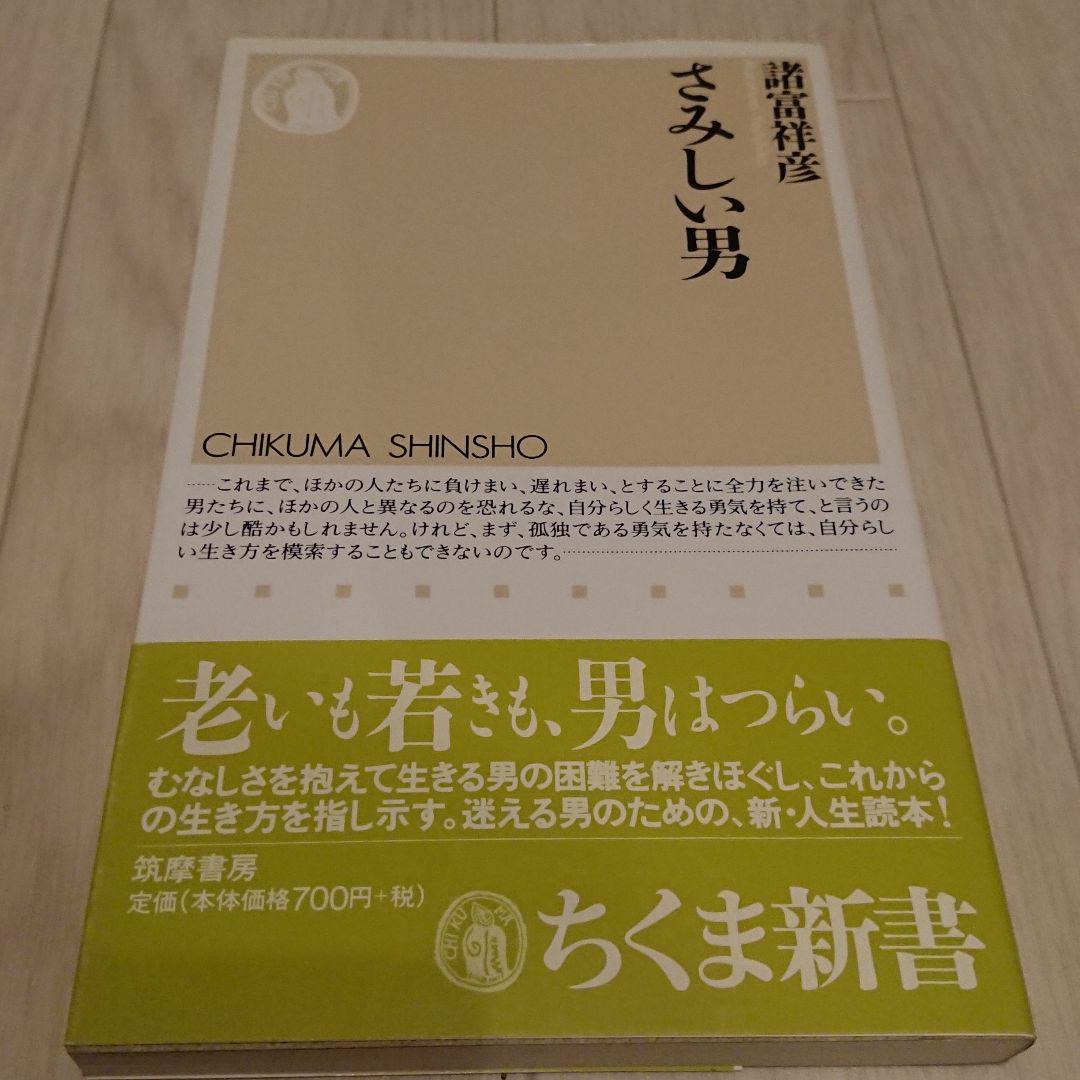 諸富祥彦
さみしい男
CHIKUMA SHINSHO
……これまで、ほかの人たちに負けまい、遅れまい、とすることに全力を注いできた
男たちに、ほかの人と異なるのを恐れるな、自分らしく生きる勇気を持て、と言うの
は少し酷かもしれません。けれど、まず、孤独である勇気を持たなくては、自分らし
い生き方を模索することもできないのです。……
老いも若きも、男はつらい。
むなしさを抱えて生きる男の困難を解きほぐし、これから
の生き方を指し示す。迷える男のための、新・人生読本！
筑摩書房
定価(本体価格700円+税)
CHIKUMA
ちくま新書